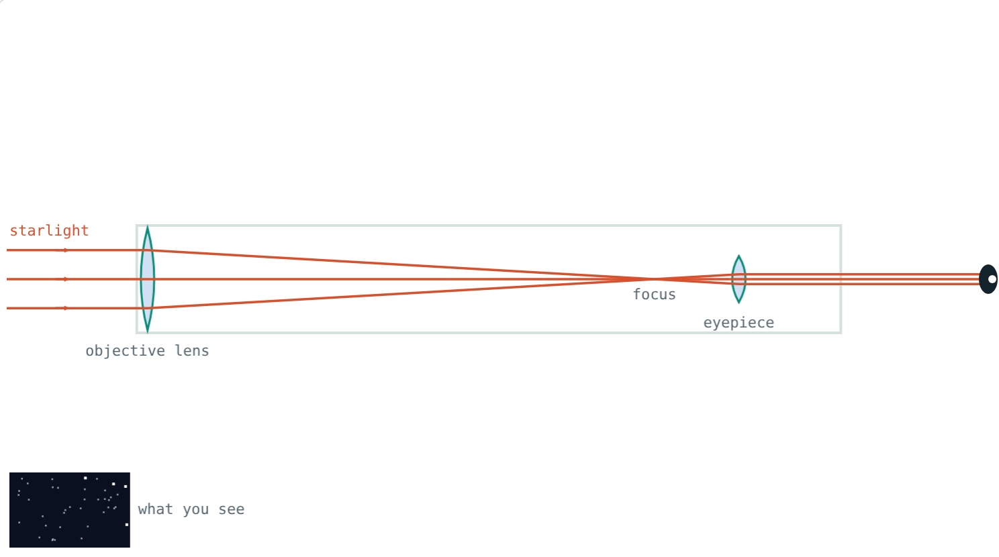 starlight
focus
eyepiece
objective lens
what you see